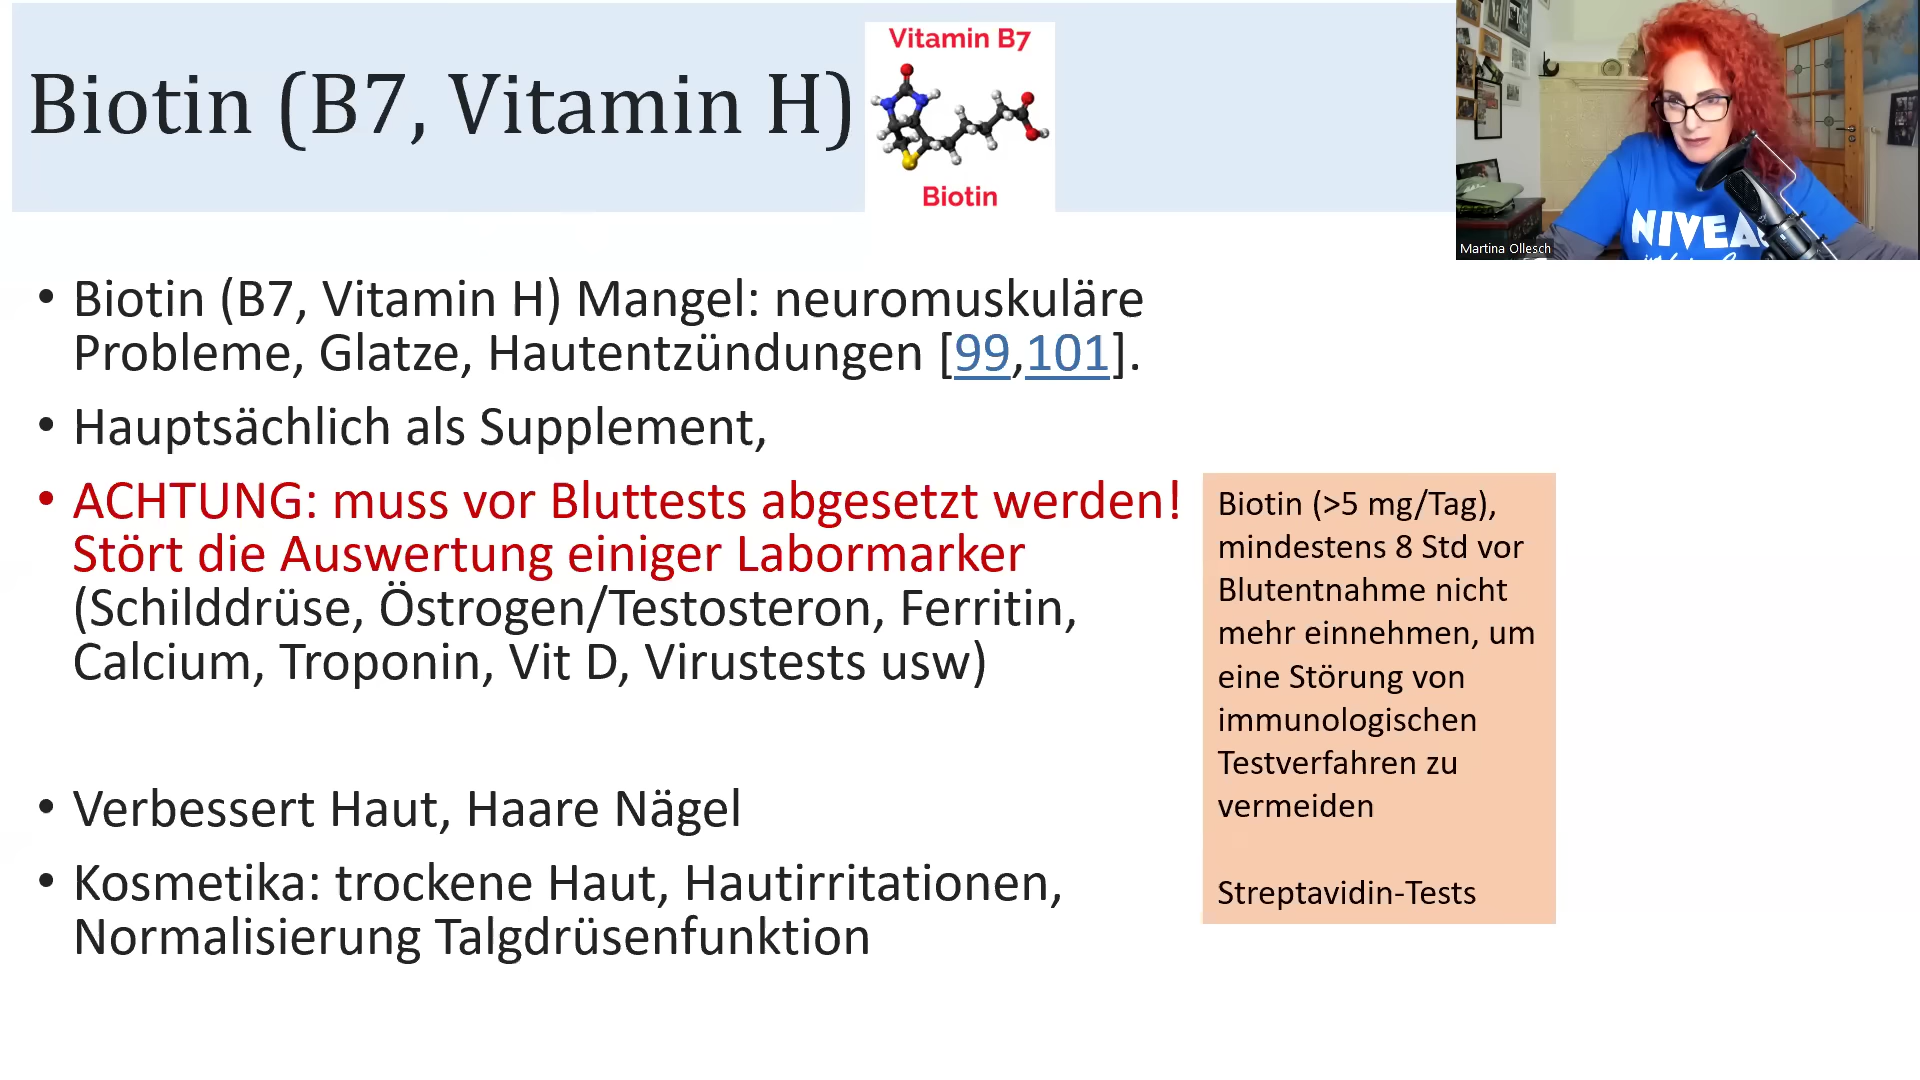 Biotin (B7, Vitamin H)
Vitamin B7
Biotin
Martina Ollesch
NIVEA
• Biotin (B7, Vitamin H) Mangel: neuromuskuläre
Probleme, Glatze, Hautentzündungen [99,101].
• Hauptsächlich als Supplement,
• ACHTUNG: muss vor Bluttests abgesetzt werden!
Stört die Auswertung einiger Labormarker
(Schilddrüse, Östrogen/Testosteron, Ferritin,
Calcium, Troponin, Vit D, Virustests usw)
• Verbessert Haut, Haare Nägel
• Kosmetika: trockene Haut, Hautirritationen,
Normalisierung Talgdrüsenfunktion
Biotin (>5 mg/Tag),
mindestens 8 Std vor
Blutentnahme nicht
mehr einnehmen, um
eine Störung von
immunologischen
Testverfahren zu
vermeiden
Streptavidin-Tests